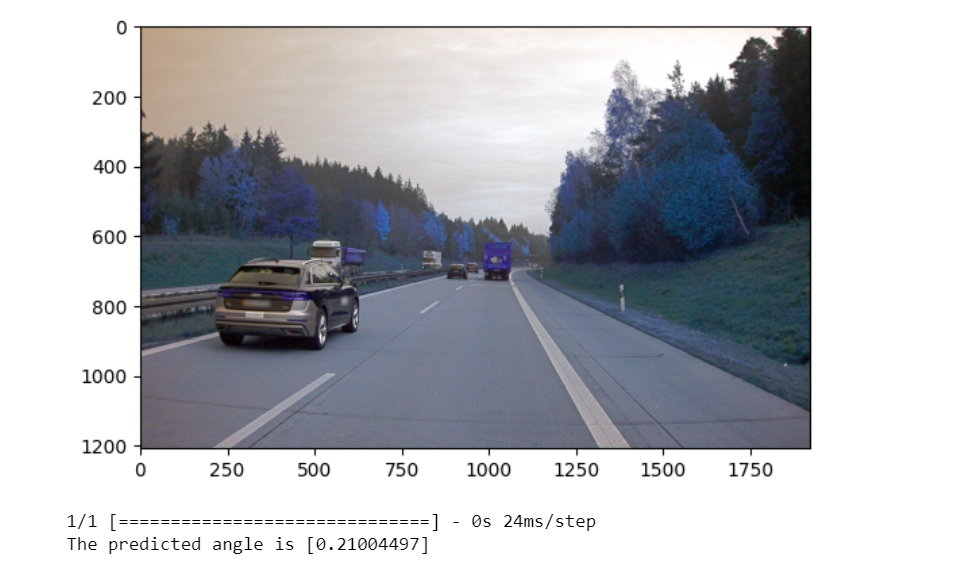 0
200
400
600
800
1000
1200
0 250 500 750 1000 1250 1500 1750
1/1 [==============================] - 0s 24ms/step
The predicted angle is [0.21004497]